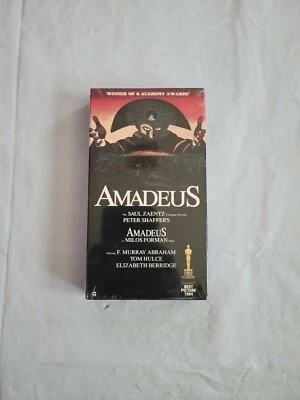 WINNER OF 8 ACADEMY AWARDS
AMADEUS
The SAUL ZAENTZ Company Presents
PETER SHAFFER'S
AMADEUS
A MILOS FORMAN Film
Starring F. MURRAY ABRAHAM
TOM HULCE
ELIZABETH BERRIDGE
BEST
PICTURE
1984